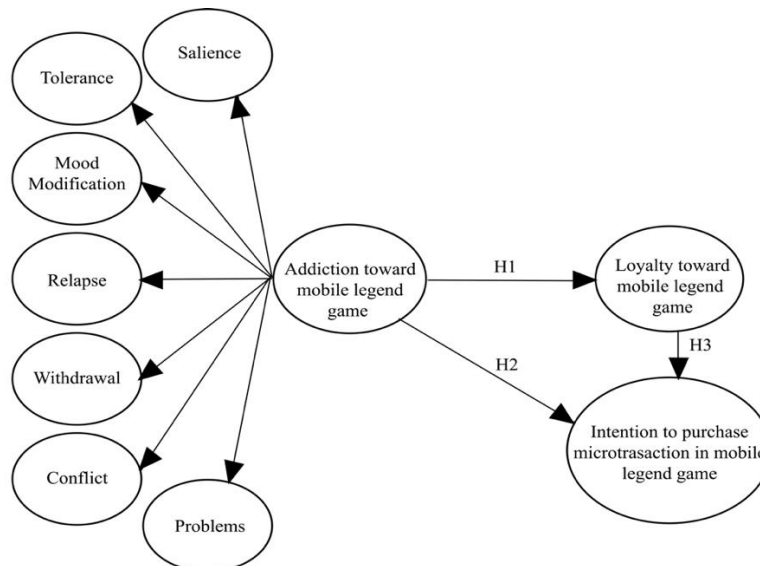 Salience
Tolerance
Mood
Modification
Relapse
Withdrawal
Conflict
Problems
Addiction toward
mobile legend
game
H1
H2
Loyalty toward
mobile legend
game
H3
Intention to purchase
microtrasaction in mobile
legend game